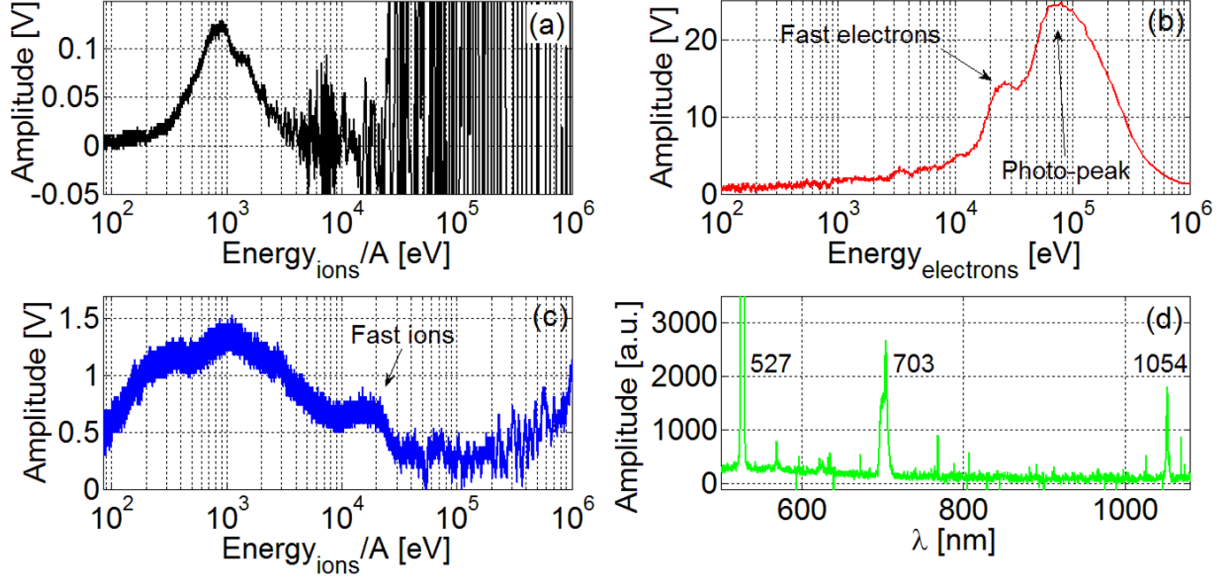 (a)
Amplitude [V]
0.1
0.05
0
-0.05
10^2 10^3 10^4 10^5 10^6
Energy_ions/A [eV]
(b)
Amplitude [V]
20
10
0
Fast electrons
Photo-peak
10^2 10^3 10^4 10^5 10^6
Energy_electrons [eV]
(c)
Amplitude [V]
1.5
1
0.5
0
Fast ions
10^2 10^3 10^4 10^5 10^6
Energy_ions/A [eV]
(d)
Amplitude [a.u.]
3000
2000
1000
0
527 703 1054
600 800 1000
λ [nm]